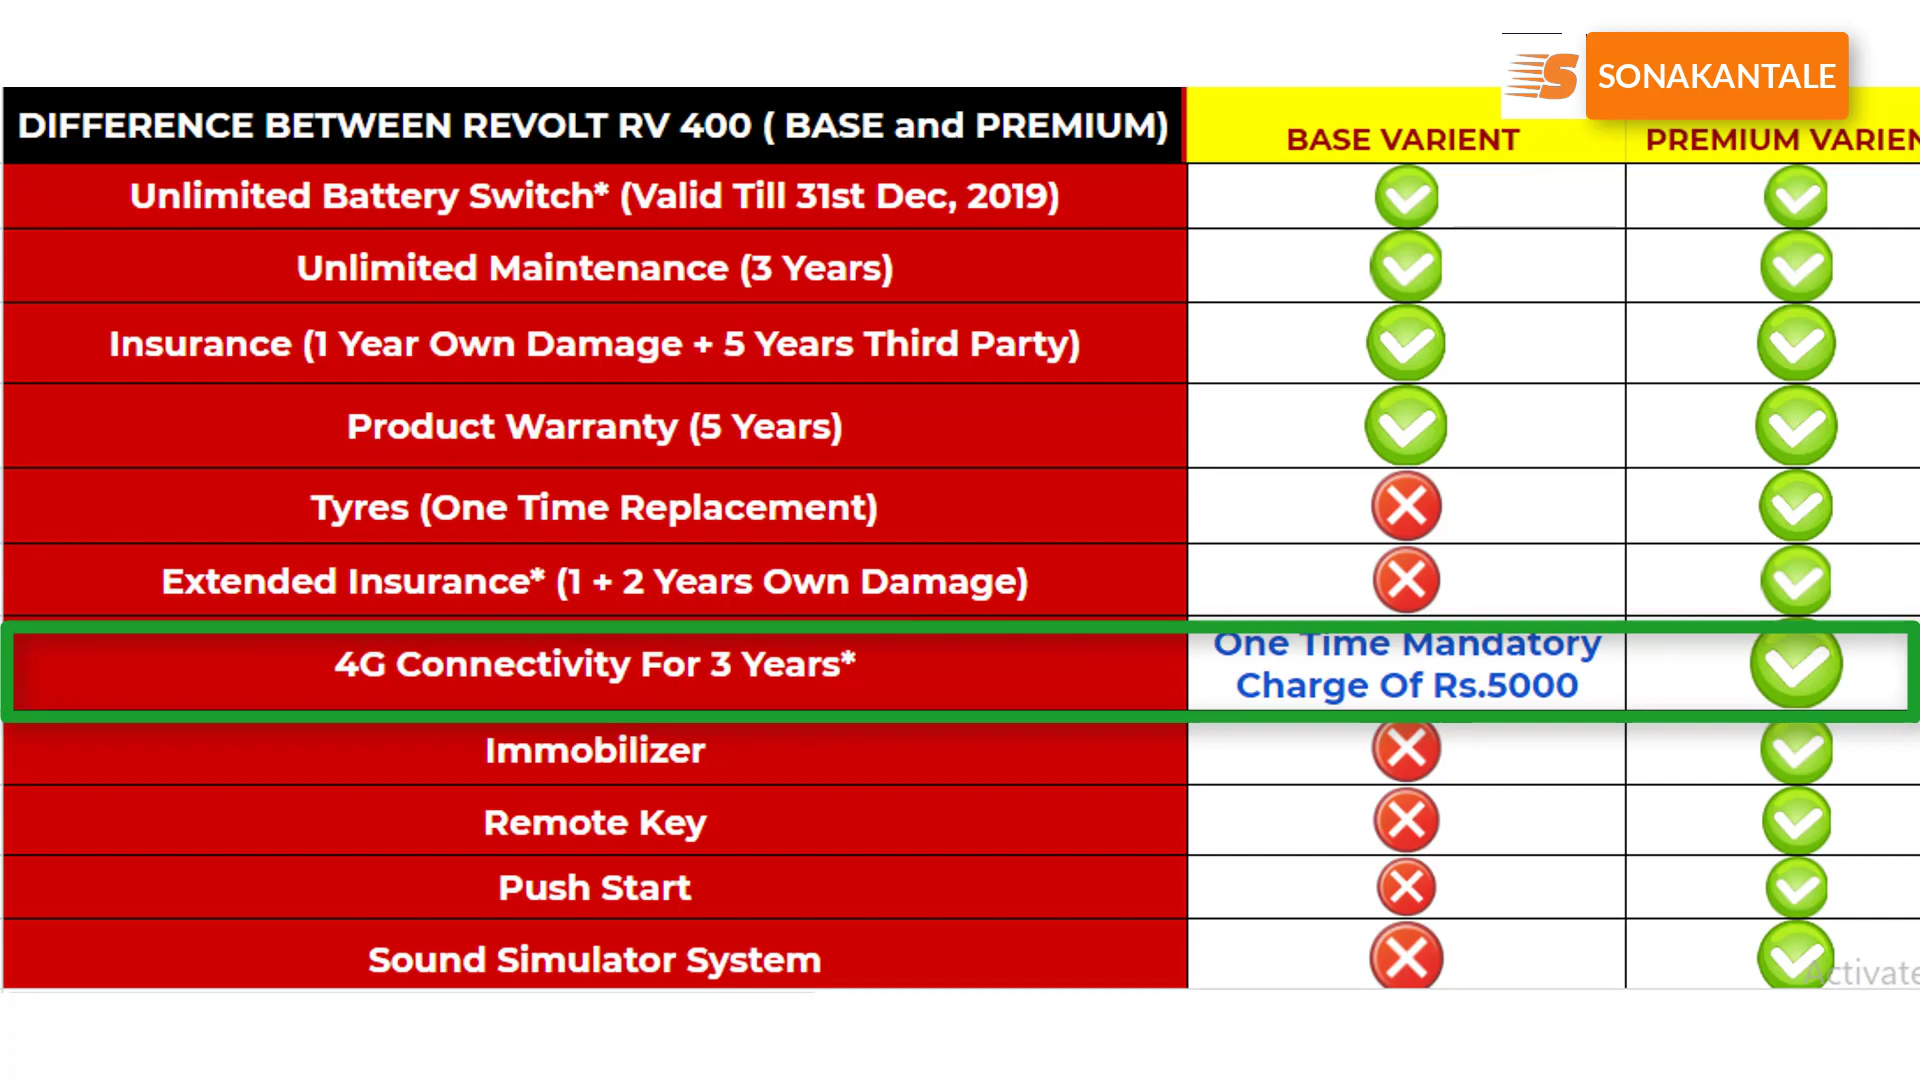 SONAKANTALE
DIFFERENCE BETWEEN REVOLT RV 400 ( BASE and PREMIUM)
BASE VARIENT
PREMIUM VARIEN
Unlimited Battery Switch* (Valid Till 31st Dec, 2019)
Unlimited Maintenance (3 Years)
Insurance (1 Year Own Damage + 5 Years Third Party)
Product Warranty (5 Years)
Tyres (One Time Replacement)
Extended Insurance* (1 + 2 Years Own Damage)
4G Connectivity For 3 Years*
One Time Mandatory
Charge Of Rs.5000
Immobilizer
Remote Key
Push Start
Sound Simulator System
Activate